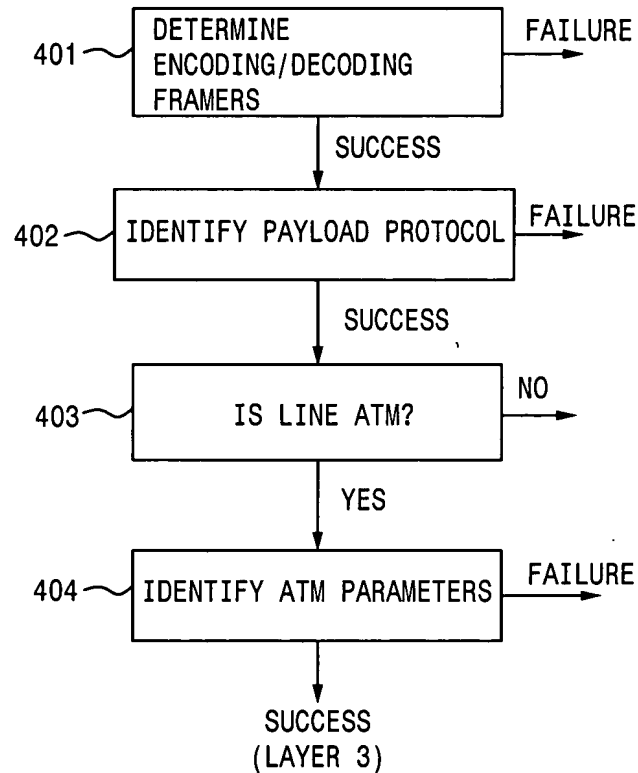 401
DETERMINE
ENCODING/DECODING
FRAMERS
FAILURE
SUCCESS
402
IDENTIFY PAYLOAD PROTOCOL
FAILURE
SUCCESS
403
IS LINE ATM?
NO
YES
404
IDENTIFY ATM PARAMETERS
FAILURE
SUCCESS
(LAYER 3)